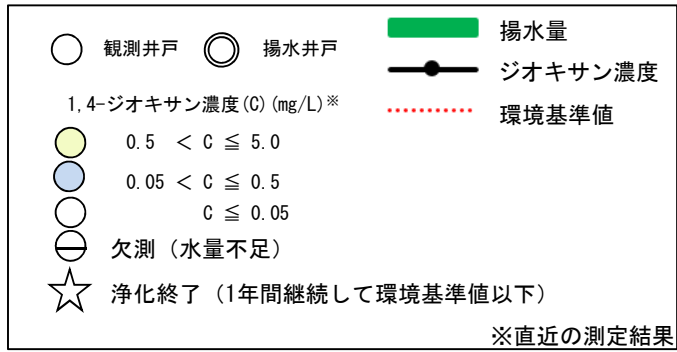 観測井戸 揚水井戸
1,4-ジオキサン濃度(C)(mg/L)※
0.5 < C ≦ 5.0
0.05 < C ≦ 0.5
C ≦ 0.05
欠測（水量不足）
浄化終了（1年間継続して環境基準値以下）
揚水量
ジオキサン濃度
環境基準値
※直近の測定結果